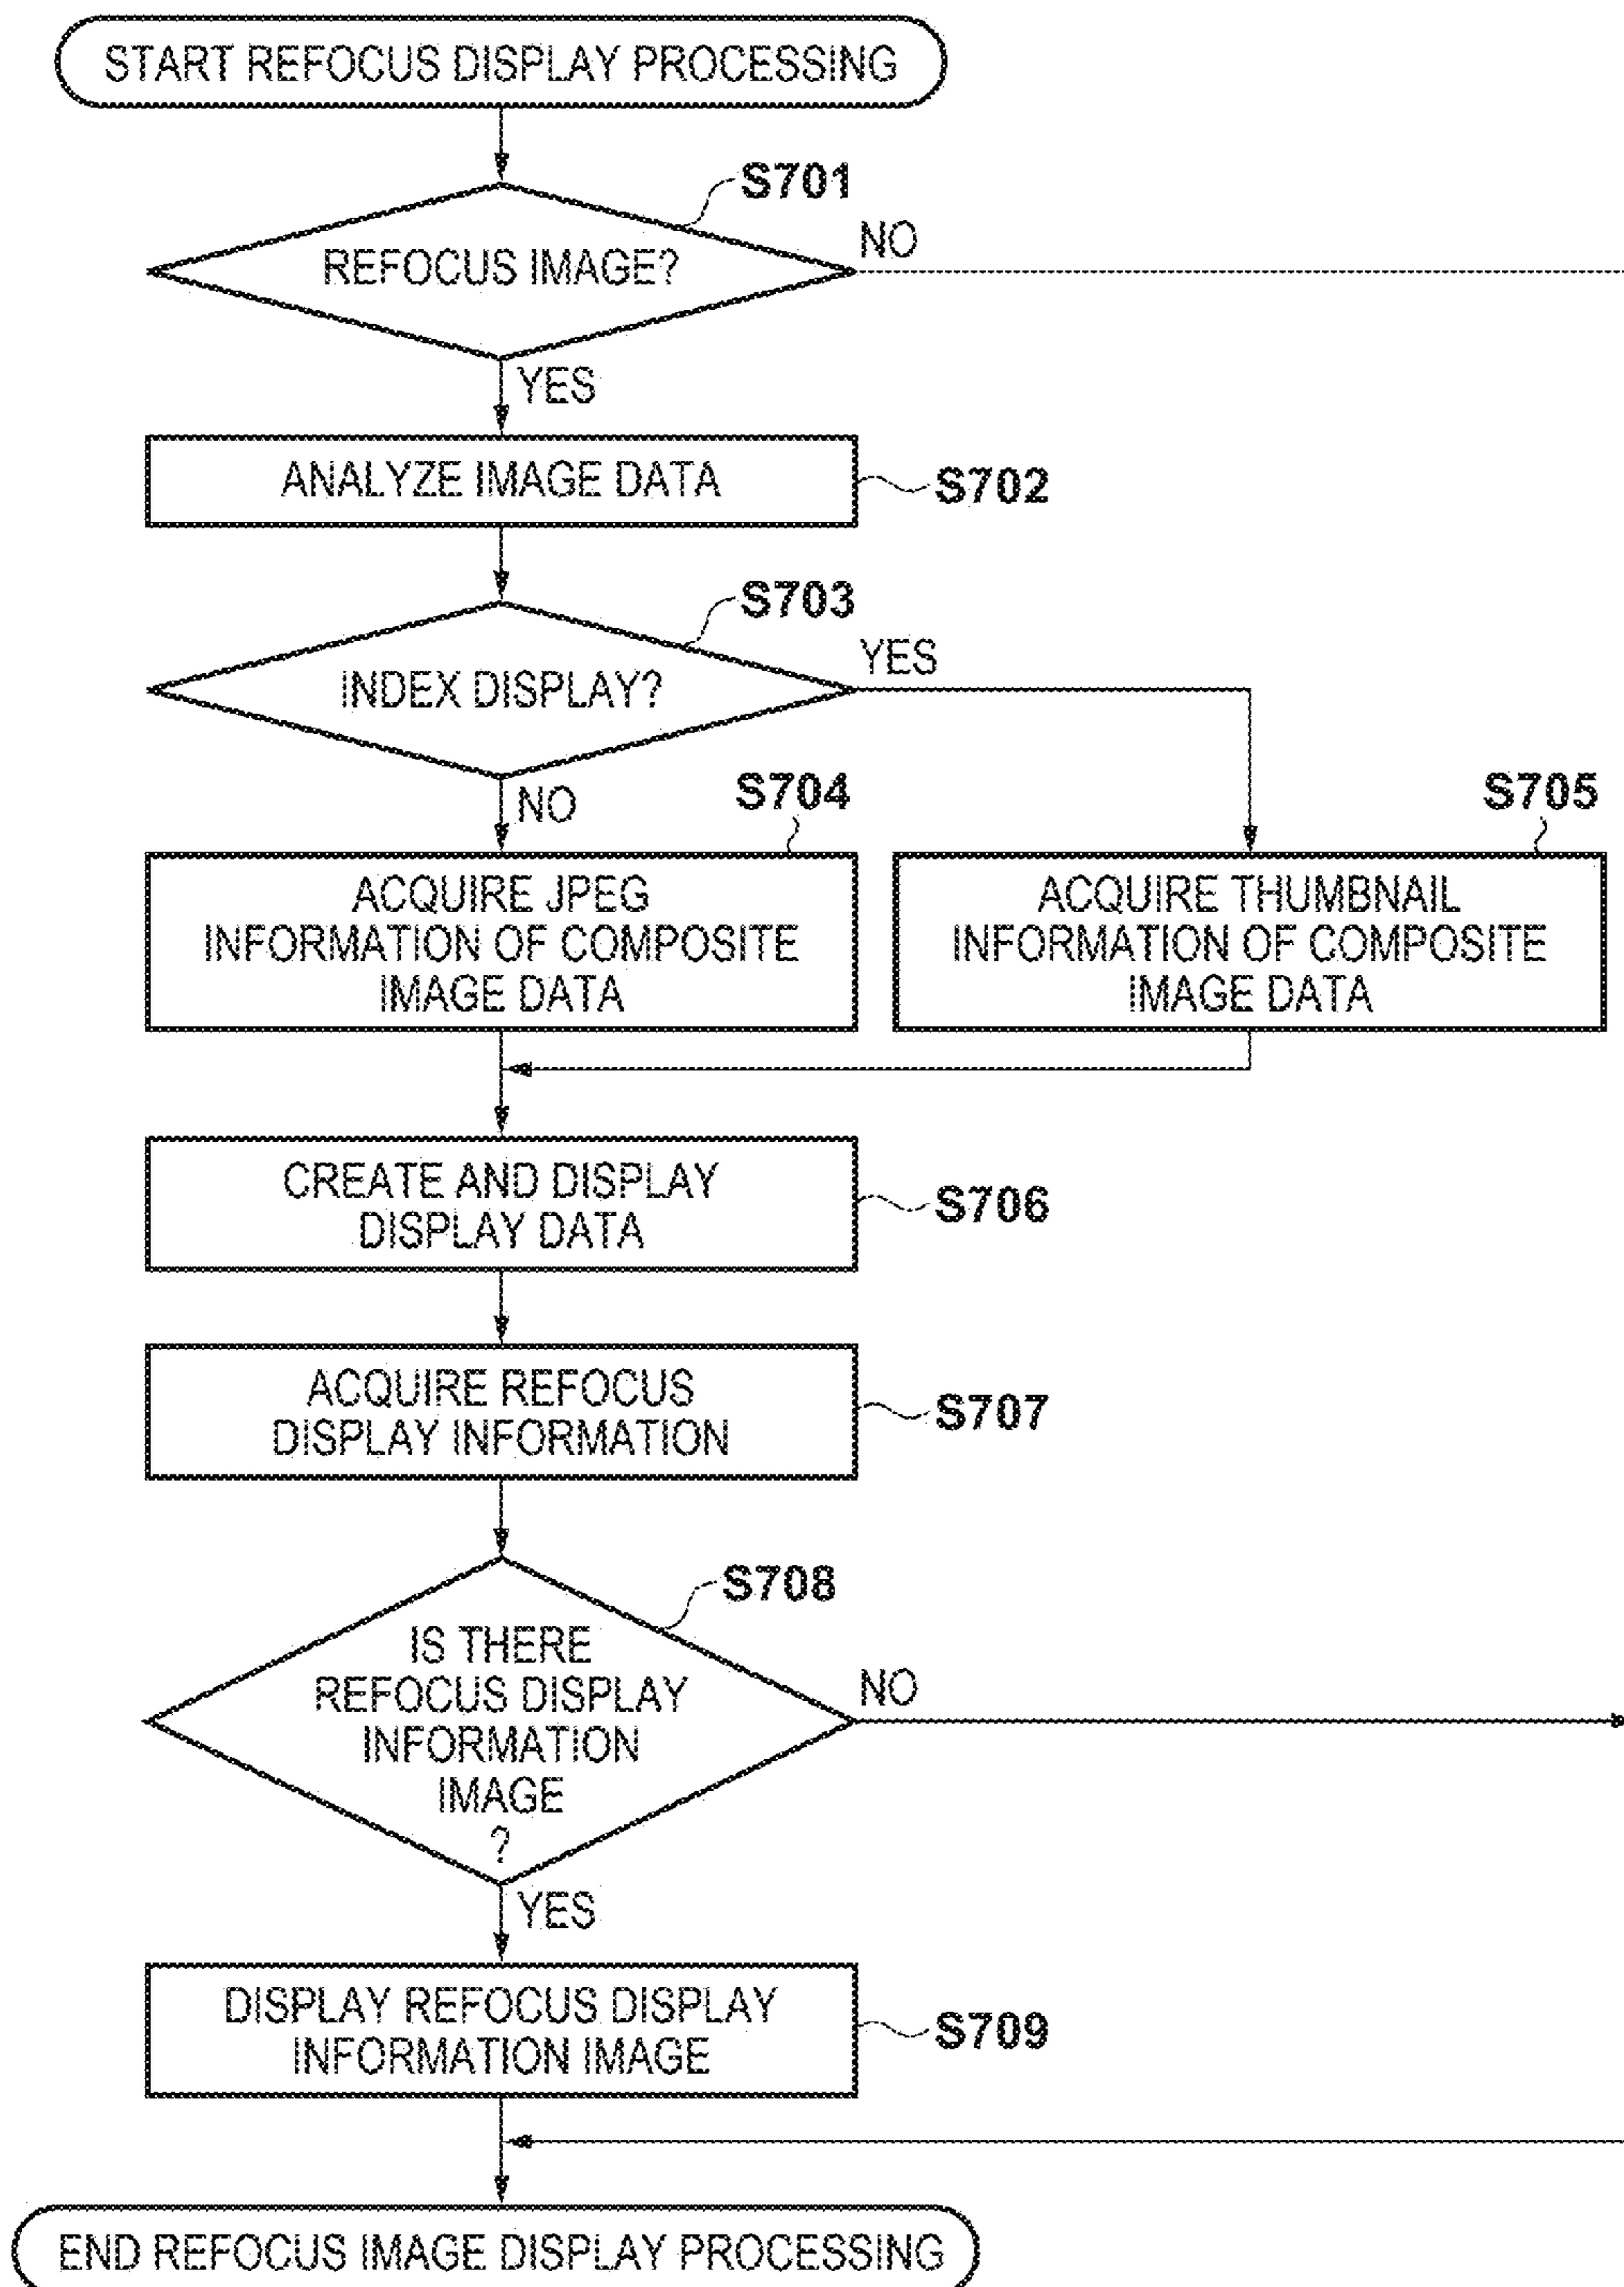 START REFOCUS DISPLAY PROCESSING
S701
REFOCUS IMAGE?
NO
YES
ANALYZE IMAGE DATA
S702
S703
INDEX DISPLAY?
YES
NO
S704
S705
ACQUIRE JPEG
INFORMATION OF COMPOSITE
IMAGE DATA
ACQUIRE THUMBNAIL
INFORMATION OF COMPOSITE
IMAGE DATA
CREATE AND DISPLAY
DISPLAY DATA
S706
ACQUIRE REFOCUS
DISPLAY INFORMATION
S707
S708
IS THERE
REFOCUS DISPLAY
INFORMATION
IMAGE
?
NO
YES
DISPLAY REFOCUS DISPLAY
INFORMATION IMAGE
S709
END REFOCUS IMAGE DISPLAY PROCESSING